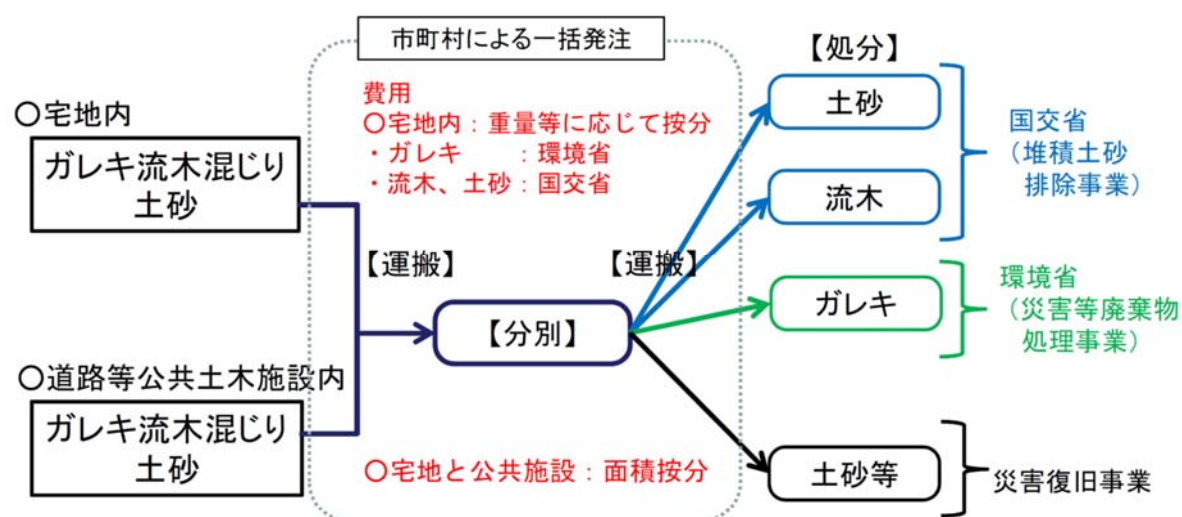 市町村による一括発注
【処分】
費用
〇宅地内：重量等に応じて按分
・ガレキ　　：環境省
・流木、土砂：国交省
〇宅地内
ガレキ流木混じり
土砂
土砂
国交省
（堆積土砂
排除事業）
流木
【運搬】
【運搬】
【分別】
ガレキ
環境省
（災害等廃棄物
処理事業）
〇道路等公共土木施設内
ガレキ流木混じり
土砂
〇宅地と公共施設：面積按分
土砂等
災害復旧事業